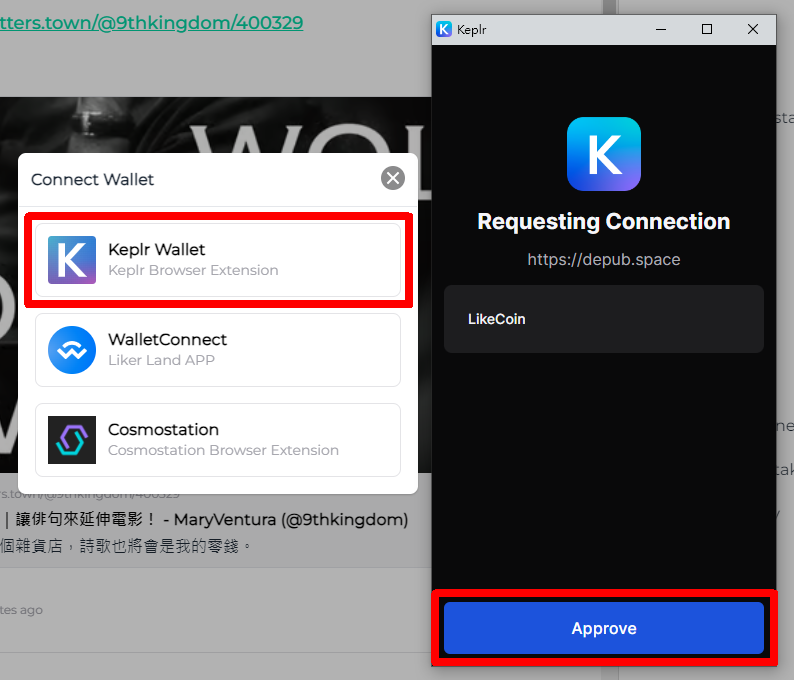 tters.town/@9thkingdom/400329
WOL
Connect Wallet
Keplr Wallet
Keplr Browser Extension
WalletConnect
Liker Land APP
Cosmostation
Cosmostation Browser Extension
rs.town/@9thkingdom/400329
｜讓俳句來延伸電影！ - MaryVentura (@9thkingdom)
個雜貨店，詩歌也將會是我的零錢。
tes ago
Keplr
K
Requesting Connection
https://depub.space
LikeCoin
Approve
sta
ne
tak